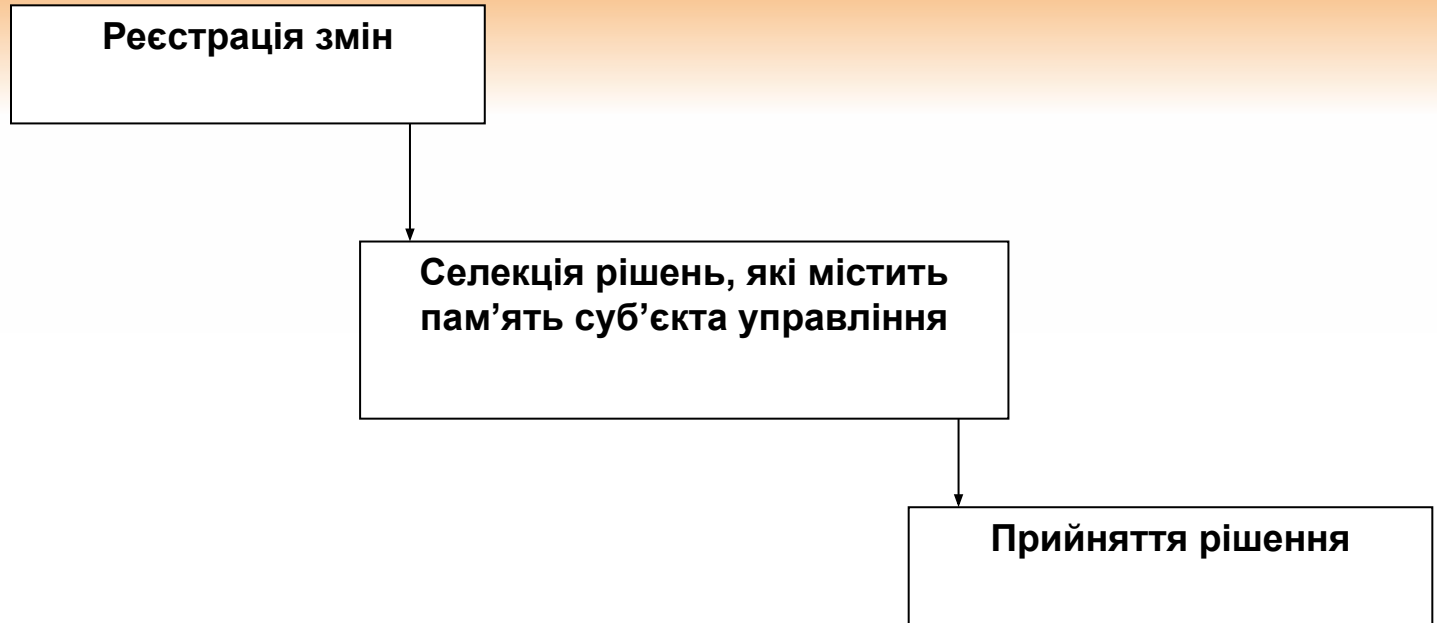 Реєстрація змін
Селекція рішень, які містить
пам’ять суб’єкта управління
Прийняття рішення